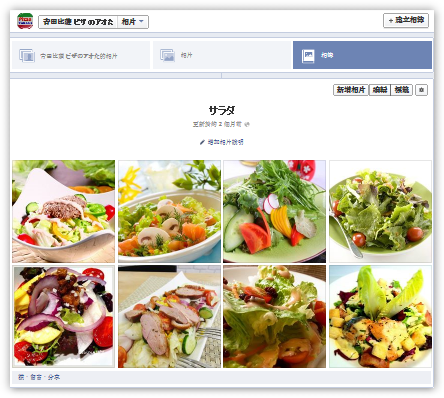 吉田出張ピザのアオた 相片
+ 建立相簿
吉田出張ピザのアオた的相片
相片
相簿
新增相片 編輯 標籤
サラダ
更新於約 2 個月前
增加相片說明
讚・留言・分享